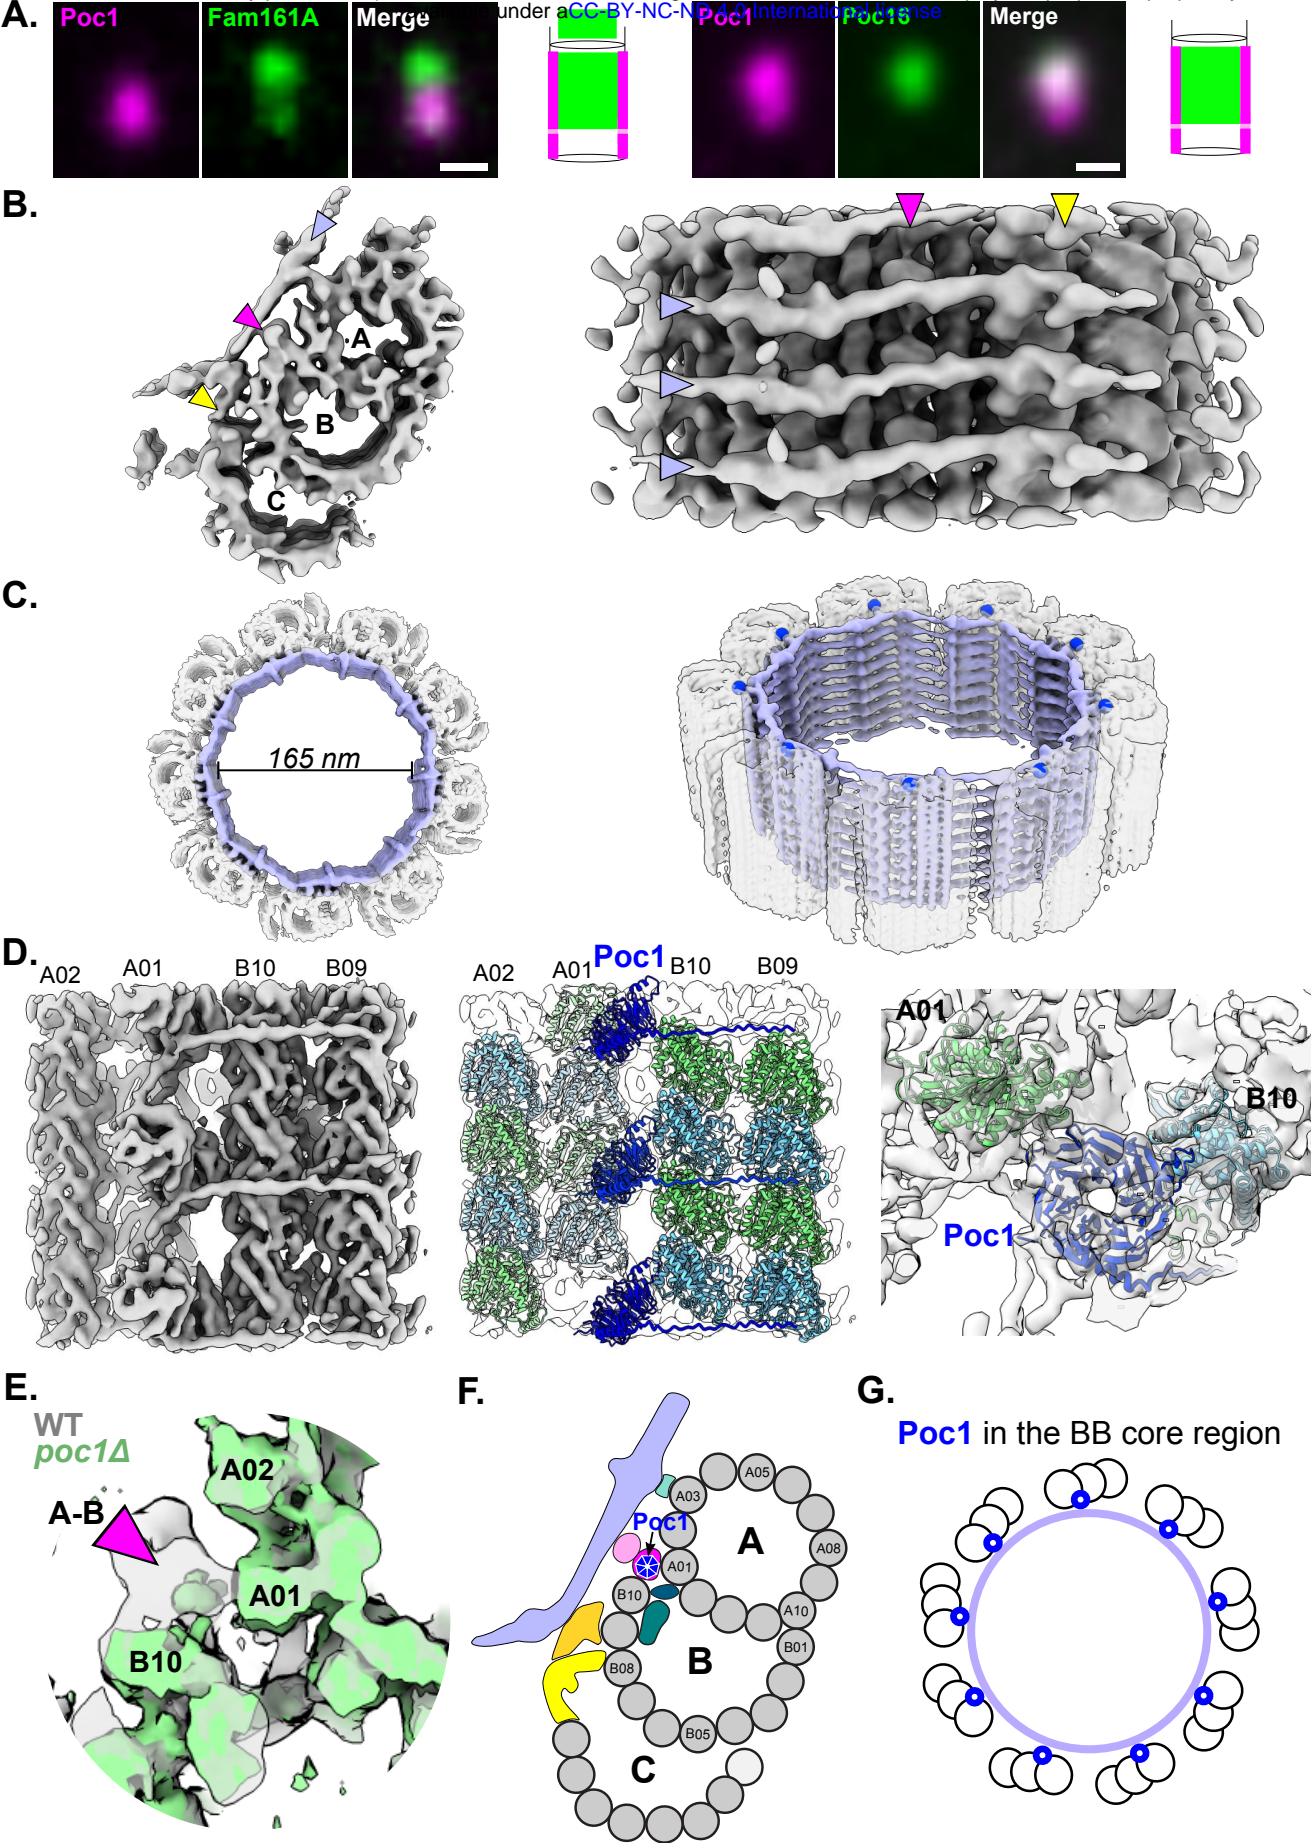 A.
under aCC-BY-NC-ND 4.0 International license
Poc1 Fam161A Merge Poc1 Poc16 Merge
B.
A
B
C
C.
165 nm
D.
A02 A01 B10 B09
A02 A01 Poc1 B10 B09
A01
B10
Poc1
E.
WT
poc1Δ
A02
A-B
A01
B10
F.
A05
A03
Poc1
A
A08
A01
B10
A10
B01
B
B08
B05
C
G.
Poc1 in the BB core region